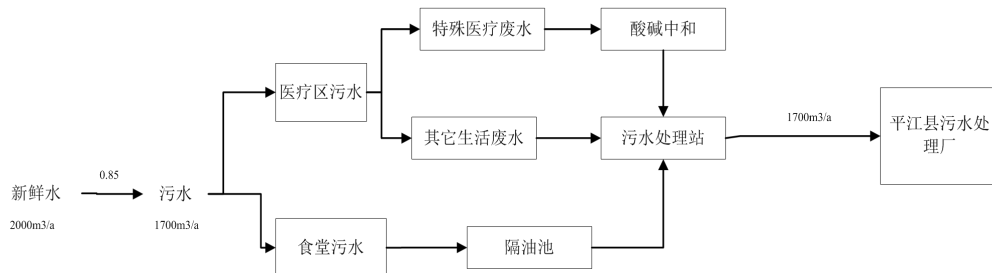 特殊医疗废水
酸碱中和
医疗区污水
1700m3/a
平江县污水处
理厂
其它生活废水
污水处理站
0.85
新鲜水
污水
2000m3/a
1700m3/a
食堂污水
隔油池